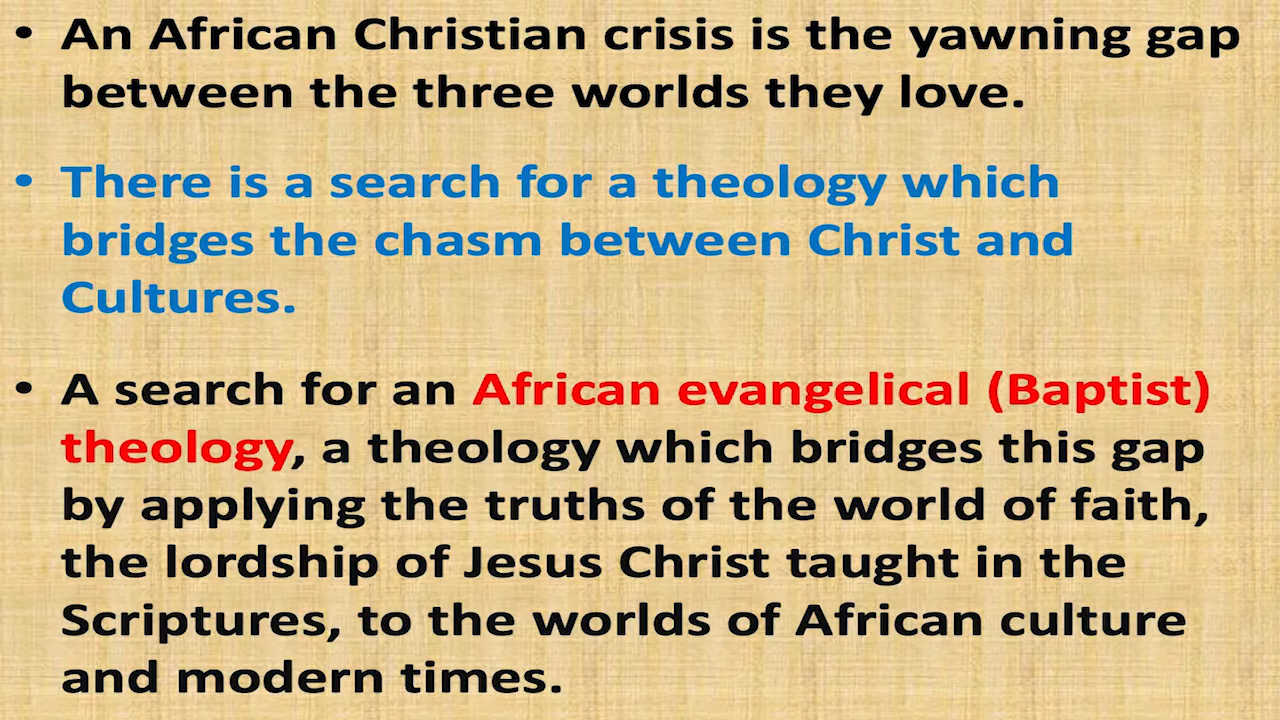 • An African Christian crisis is the yawning gap
between the three worlds they love.
• There is a search for a theology which
bridges the chasm between Christ and
Cultures.
• A search for an African evangelical (Baptist)
theology, a theology which bridges this gap
by applying the truths of the world of faith,
the lordship of Jesus Christ taught in the
Scriptures, to the worlds of African culture
and modern times.